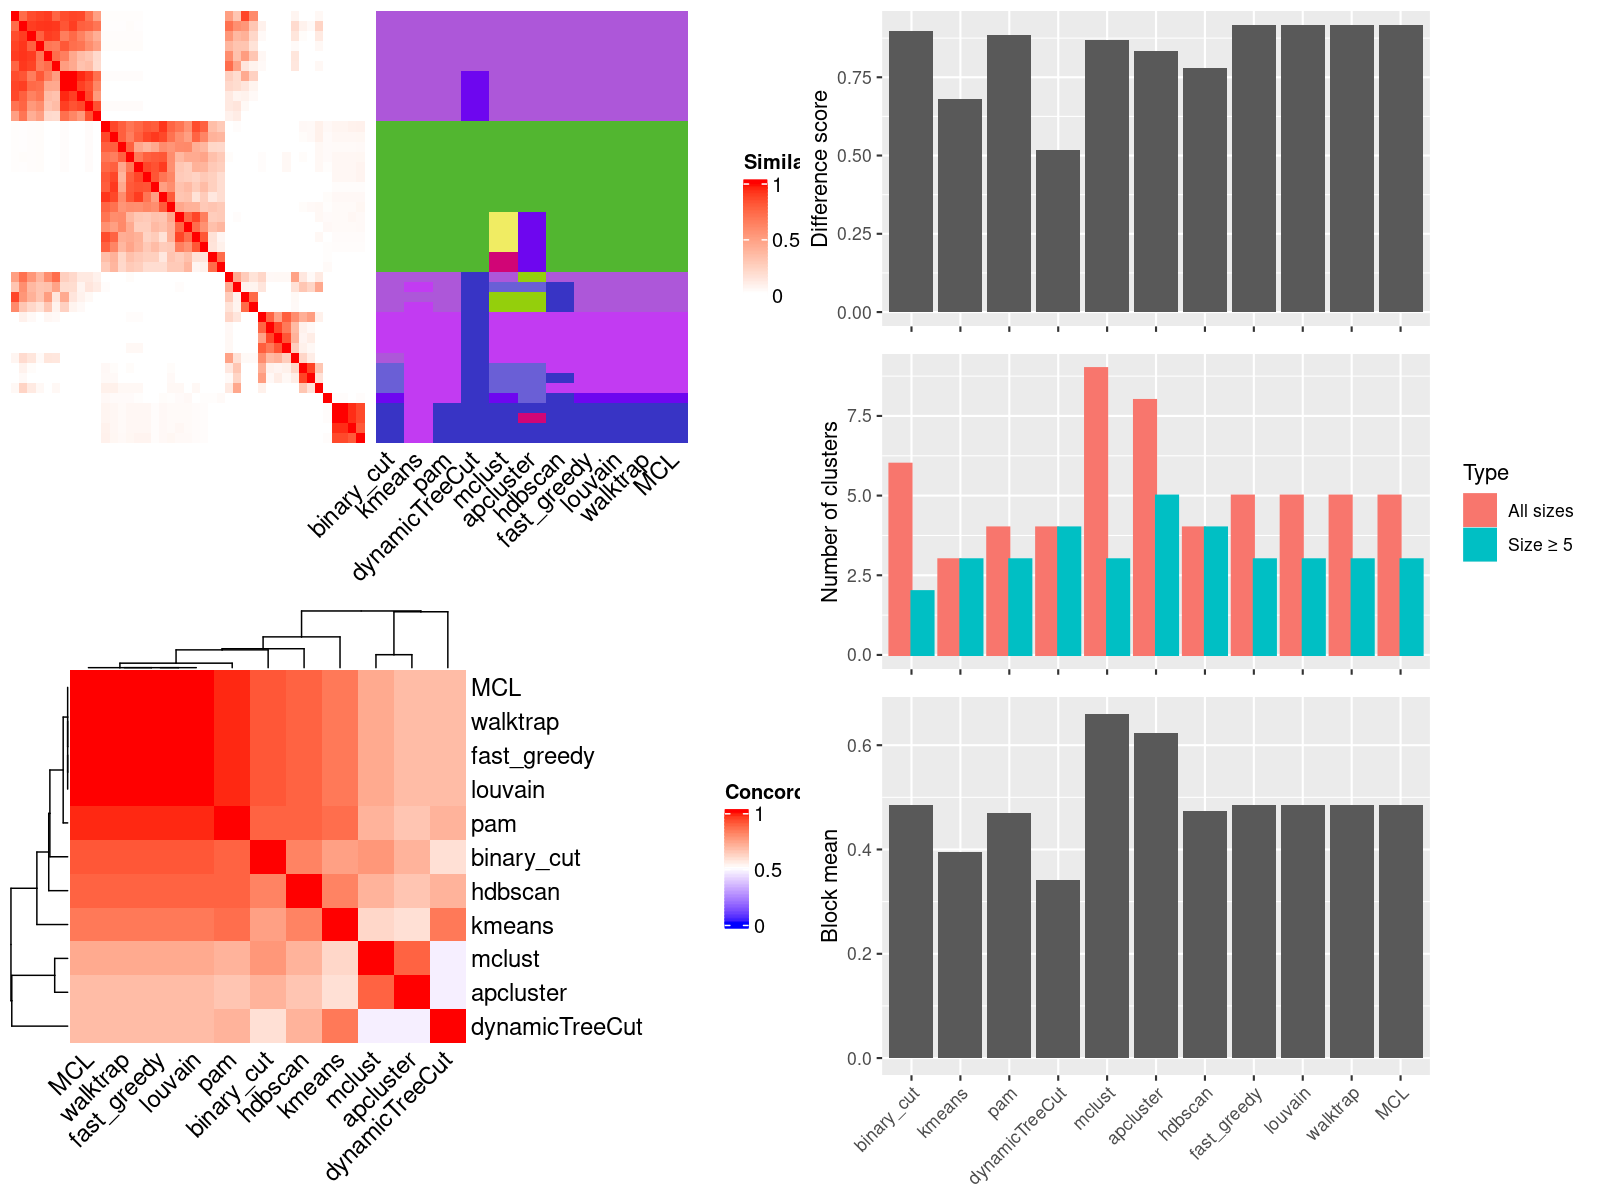 Simila
1
0.5
0
binary_cut
kmeans
pam
dynamicTreeCut
mclust
apcluster
hdbscan
fast_greedy
louvain
walktrap
MCL
MCL
walktrap
fast_greedy
louvain
pam
binary_cut
hdbscan
kmeans
mclust
apcluster
dynamicTreeCut
MCL
walktrap
fast_greedy
louvain
pam
binary_cut
hdbscan
kmeans
mclust
apcluster
dynamicTreeCut
Concord
1
0.5
0
Difference score
0.75
0.50
0.25
0.00
Number of clusters
7.5
5.0
2.5
0.0
Type
All sizes
Size ≥ 5
Block mean
0.6
0.4
0.2
0.0
binary_cut
kmeans
pam
dynamicTreeCut
mclust
apcluster
hdbscan
fast_greedy
louvain
walktrap
MCL